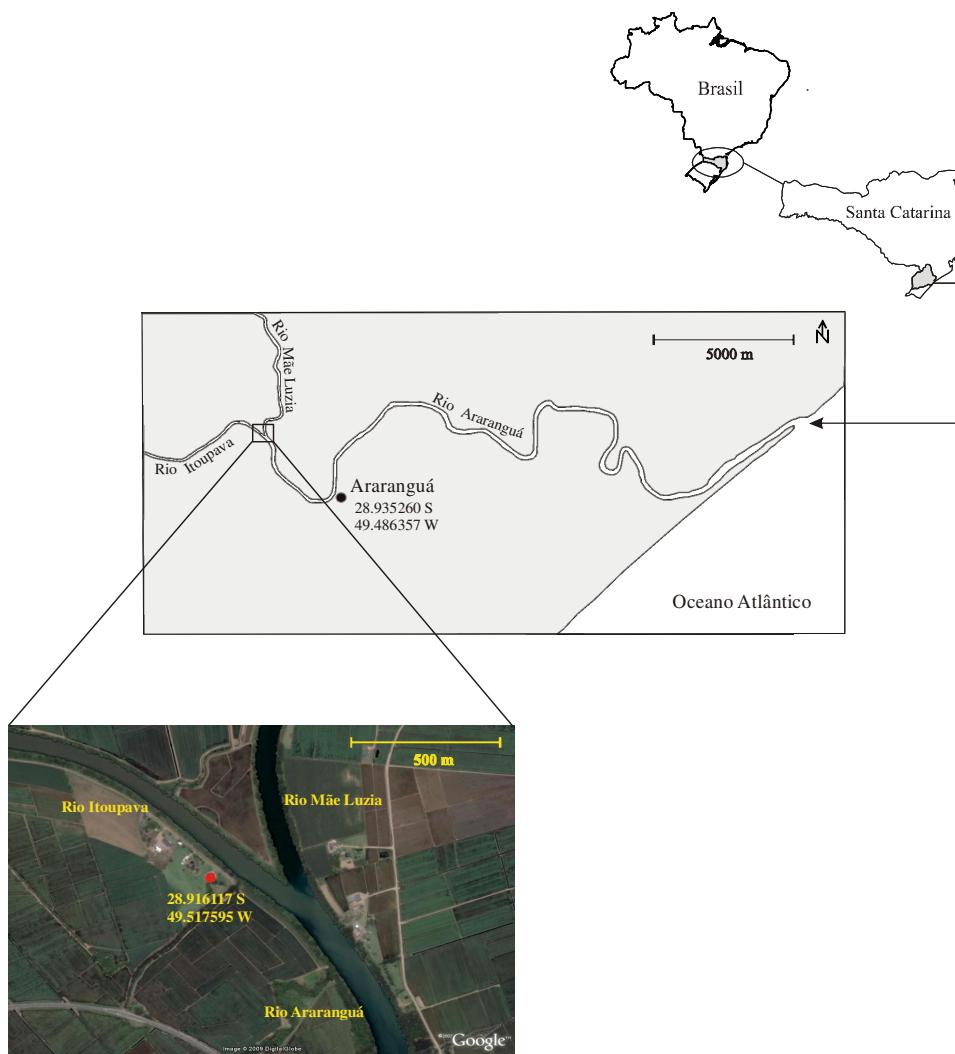 Brasil
Santa Catarina
N
5000 m
Rio Mãe Luzia
Rio Araranguá
Rio Itoupava
Araranguá
28.935260 S
49.486357 W
Oceano Atlântico
500 m
Rio Itoupava
Rio Mãe Luzia
28.916117 S
49.517595 W
Rio Araranguá
Image © 2009 DigitalGlobe
Google